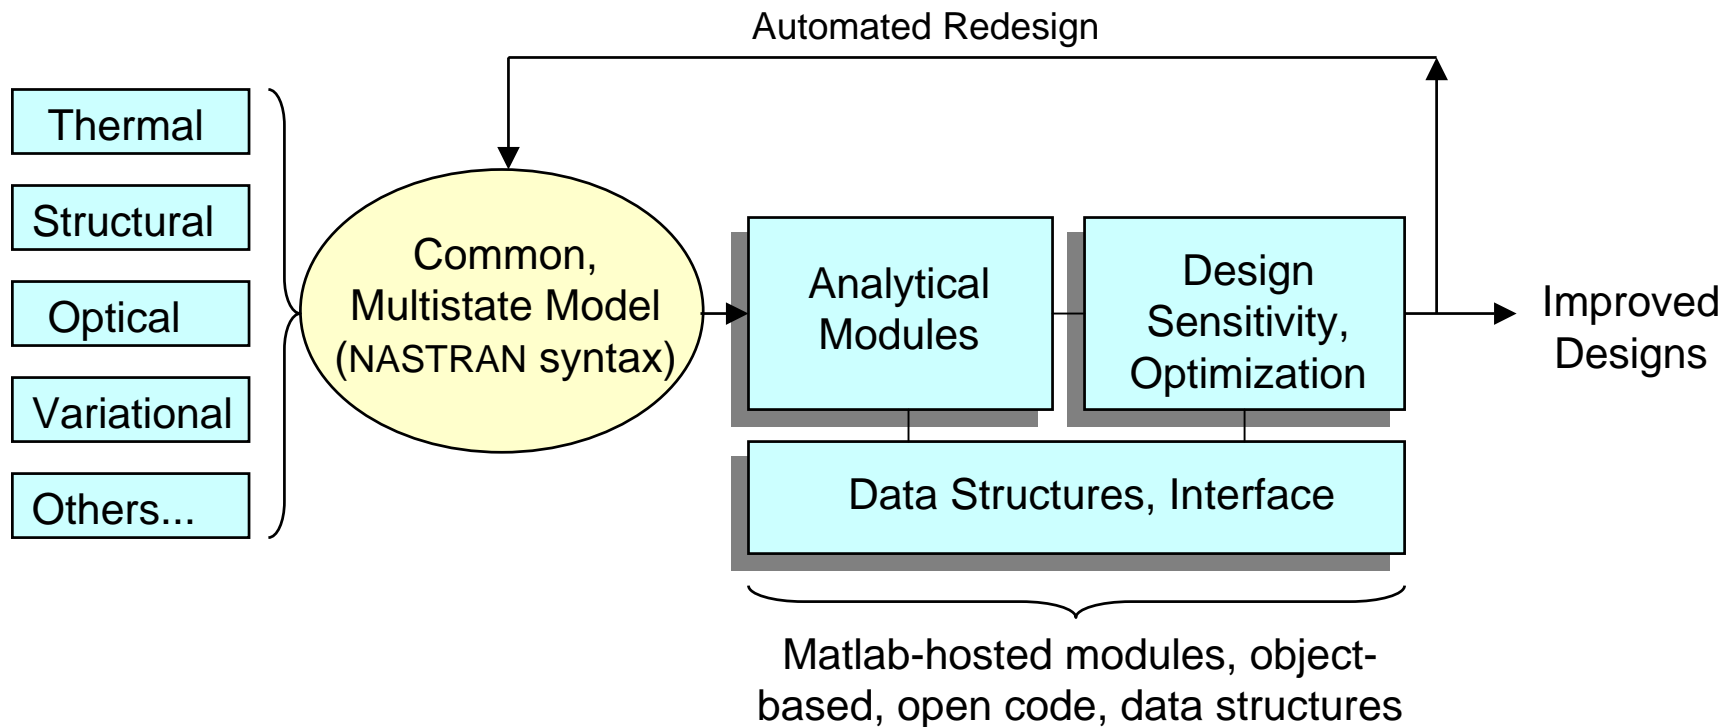 Automated Redesign
Thermal
Structural
Optical
Variational
Others...
Common,
Multistate Model
(NASTRAN syntax)
Analytical
Modules
Design
Sensitivity,
Optimization
Improved
Designs
Data Structures, Interface
Matlab-hosted modules, object-
based, open code, data structures